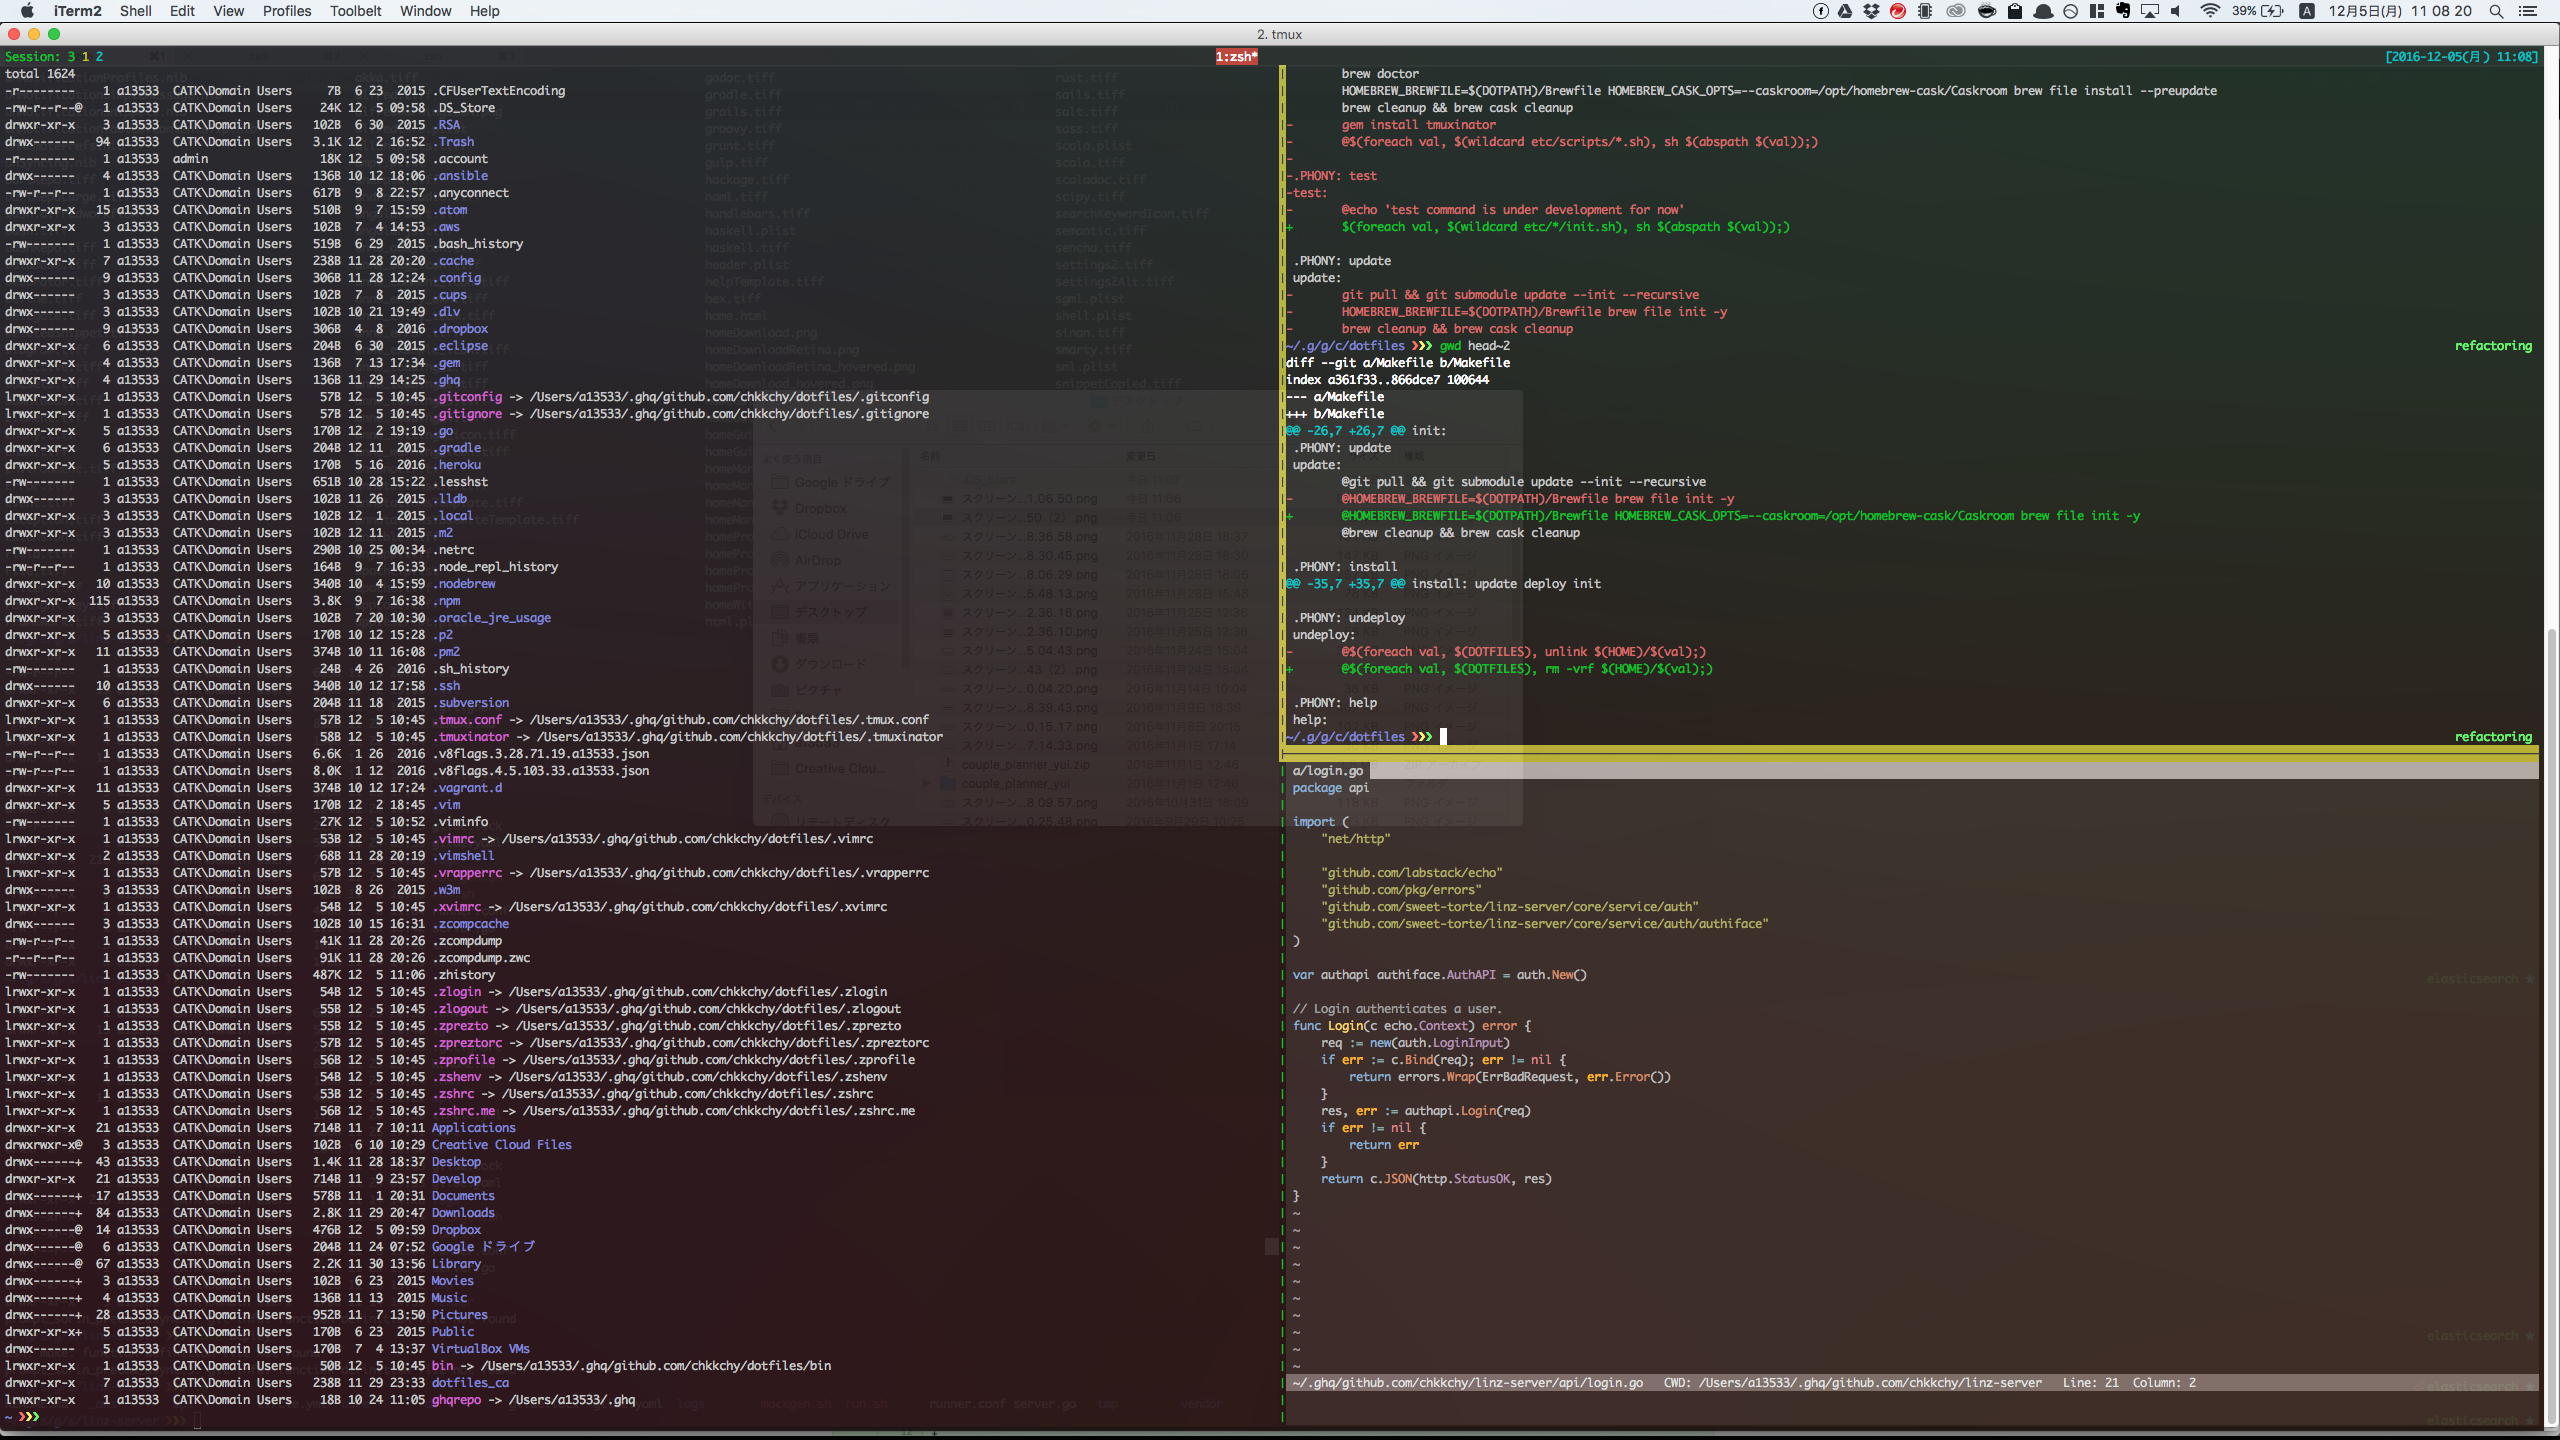 iTerm2 Shell Edit View Profiles Toolbelt Window Help
39% A 12月5日(月) 11 08 20
2. tmux
Session: 3 1 2 1:zsh* [2016-12-05(月) 11:08]
total 1624
-r-------- 1 a13533 CATK\Domain Users 7B 6 23 2015 .CFUserTextEncoding
-rw-r--r--@ 1 a13533 CATK\Domain Users 24K 12 5 09:58 .DS_Store
drwxr-xr-x 3 a13533 CATK\Domain Users 102B 6 30 2015 .RSA
drwx------ 94 a13533 CATK\Domain Users 3.1K 12 2 16:52 .Trash
-r-------- 1 a13533 admin 18K 12 5 09:58 .account
drwx------ 4 a13533 CATK\Domain Users 136B 10 12 18:06 .ansible
-rw-r--r-- 1 a13533 CATK\Domain Users 617B 9 8 22:57 .anyconnect
drwxr-xr-x 15 a13533 CATK\Domain Users 510B 9 7 15:59 .atom
drwxr-xr-x 3 a13533 CATK\Domain Users 102B 7 4 14:53 .aws
-rw------- 1 a13533 CATK\Domain Users 519B 6 29 2015 .bash_history
drwxr-xr-x 7 a13533 CATK\Domain Users 238B 11 28 20:20 .cache
drwx------ 9 a13533 CATK\Domain Users 306B 11 28 12:24 .config
drwx------ 3 a13533 CATK\Domain Users 102B 7 8 2015 .cups
drwx------ 3 a13533 CATK\Domain Users 102B 10 21 19:49 .dlv
drwx------ 9 a13533 CATK\Domain Users 306B 4 8 2016 .dropbox
drwxr-xr-x 6 a13533 CATK\Domain Users 204B 6 30 2015 .eclipse
drwxr-xr-x 4 a13533 CATK\Domain Users 136B 7 13 17:34 .gem
drwxr-xr-x 4 a13533 CATK\Domain Users 136B 11 29 14:25 .ghq
lrwxr-xr-x 1 a13533 CATK\Domain Users 57B 12 5 10:45 .gitconfig -> /Users/a13533/.ghq/github.com/chkkchy/dotfiles/.gitconfig
lrwxr-xr-x 1 a13533 CATK\Domain Users 57B 12 5 10:45 .gitignore -> /Users/a13533/.ghq/github.com/chkkchy/dotfiles/.gitignore
drwxr-xr-x 5 a13533 CATK\Domain Users 170B 12 2 19:19 .go
drwxr-xr-x 6 a13533 CATK\Domain Users 204B 12 11 2015 .gradle
drwxr-xr-x 5 a13533 CATK\Domain Users 170B 5 16 2016 .heroku
-rw------- 1 a13533 CATK\Domain Users 651B 10 28 15:22 .lesshst
drwx------ 3 a13533 CATK\Domain Users 102B 11 26 2015 .lldb
drwxr-xr-x 3 a13533 CATK\Domain Users 102B 12 1 2015 .local
drwxr-xr-x 3 a13533 CATK\Domain Users 102B 12 11 2015 .m2
-rw------- 1 a13533 CATK\Domain Users 290B 10 25 00:34 .netrc
-rw-r--r-- 1 a13533 CATK\Domain Users 164B 9 7 16:33 .node_repl_history
drwxr-xr-x 10 a13533 CATK\Domain Users 340B 10 4 15:59 .nodebrew
drwxr-xr-x 115 a13533 CATK\Domain Users 3.8K 9 7 16:38 .npm
drwxr-xr-x 3 a13533 CATK\Domain Users 102B 7 20 10:30 .oracle_jre_usage
drwxr-xr-x 5 a13533 CATK\Domain Users 170B 10 12 15:28 .p2
drwxr-xr-x 11 a13533 CATK\Domain Users 374B 10 11 16:08 .pm2
-rw------- 1 a13533 CATK\Domain Users 24B 4 26 2016 .sh_history
drwx------ 10 a13533 CATK\Domain Users 340B 10 12 17:58 .ssh
drwxr-xr-x 6 a13533 CATK\Domain Users 204B 11 18 2015 .subversion
lrwxr-xr-x 1 a13533 CATK\Domain Users 57B 12 5 10:45 .tmux.conf -> /Users/a13533/.ghq/github.com/chkkchy/dotfiles/.tmux.conf
lrwxr-xr-x 1 a13533 CATK\Domain Users 58B 12 5 10:45 .tmuxinator -> /Users/a13533/.ghq/github.com/chkkchy/dotfiles/.tmuxinator
-rw-r--r-- 1 a13533 CATK\Domain Users 6.6K 1 26 2016 .v8flags.3.28.71.19.a13533.json
-rw-r--r-- 1 a13533 CATK\Domain Users 8.0K 1 12 2016 .v8flags.4.5.103.33.a13533.json
drwxr-xr-x 11 a13533 CATK\Domain Users 374B 10 12 17:24 .vagrant.d
drwxr-xr-x 5 a13533 CATK\Domain Users 170B 12 2 18:45 .vim
-rw------- 1 a13533 CATK\Domain Users 27K 12 5 10:52 .viminfo
lrwxr-xr-x 1 a13533 CATK\Domain Users 53B 12 5 10:45 .vimrc -> /Users/a13533/.ghq/github.com/chkkchy/dotfiles/.vimrc
drwxr-xr-x 2 a13533 CATK\Domain Users 68B 11 28 20:19 .vimshell
lrwxr-xr-x 1 a13533 CATK\Domain Users 57B 12 5 10:45 .vrapperrc -> /Users/a13533/.ghq/github.com/chkkchy/dotfiles/.vrapperrc
drwx------ 3 a13533 CATK\Domain Users 102B 8 26 2015 .w3m
lrwxr-xr-x 1 a13533 CATK\Domain Users 54B 12 5 10:45 .xvimrc -> /Users/a13533/.ghq/github.com/chkkchy/dotfiles/.xvimrc
drwx------ 3 a13533 CATK\Domain Users 102B 10 15 16:31 .zcompcache
-rw-r--r-- 1 a13533 CATK\Domain Users 41K 11 28 20:26 .zcompdump
-r--r--r-- 1 a13533 CATK\Domain Users 91K 11 28 20:26 .zcompdump.zwc
-rw------- 1 a13533 CATK\Domain Users 487K 12 5 11:06 .zhistory
lrwxr-xr-x 1 a13533 CATK\Domain Users 54B 12 5 10:45 .zlogin -> /Users/a13533/.ghq/github.com/chkkchy/dotfiles/.zlogin
lrwxr-xr-x 1 a13533 CATK\Domain Users 55B 12 5 10:45 .zlogout -> /Users/a13533/.ghq/github.com/chkkchy/dotfiles/.zlogout
lrwxr-xr-x 1 a13533 CATK\Domain Users 55B 12 5 10:45 .zprezto -> /Users/a13533/.ghq/github.com/chkkchy/dotfiles/.zprezto
lrwxr-xr-x 1 a13533 CATK\Domain Users 57B 12 5 10:45 .zpreztorc -> /Users/a13533/.ghq/github.com/chkkchy/dotfiles/.zpreztorc
lrwxr-xr-x 1 a13533 CATK\Domain Users 56B 12 5 10:45 .zprofile -> /Users/a13533/.ghq/github.com/chkkchy/dotfiles/.zprofile
lrwxr-xr-x 1 a13533 CATK\Domain Users 54B 12 5 10:45 .zshenv -> /Users/a13533/.ghq/github.com/chkkchy/dotfiles/.zshenv
lrwxr-xr-x 1 a13533 CATK\Domain Users 53B 12 5 10:45 .zshrc -> /Users/a13533/.ghq/github.com/chkkchy/dotfiles/.zshrc
lrwxr-xr-x 1 a13533 CATK\Domain Users 56B 12 5 10:45 .zshrc.me -> /Users/a13533/.ghq/github.com/chkkchy/dotfiles/.zshrc.me
drwxr-xr-x 21 a13533 CATK\Domain Users 714B 11 7 10:11 Applications
drwxrwxr-x@ 3 a13533 CATK\Domain Users 102B 6 10 10:29 Creative Cloud Files
drwx------+ 43 a13533 CATK\Domain Users 1.4K 11 28 18:37 Desktop
drwxr-xr-x 21 a13533 CATK\Domain Users 714B 11 9 23:57 Develop
drwx------+ 17 a13533 CATK\Domain Users 578B 11 1 20:31 Documents
drwx------+ 84 a13533 CATK\Domain Users 2.8K 11 29 20:47 Downloads
drwx------@ 14 a13533 CATK\Domain Users 476B 12 5 09:59 Dropbox
drwx------@ 6 a13533 CATK\Domain Users 204B 11 24 07:52 Google ドライブ
drwx------@ 67 a13533 CATK\Domain Users 2.2K 11 30 13:56 Library
drwx------+ 3 a13533 CATK\Domain Users 102B 6 23 2015 Movies
drwx------+ 4 a13533 CATK\Domain Users 136B 11 13 2015 Music
drwx------+ 28 a13533 CATK\Domain Users 952B 11 7 13:50 Pictures
drwxr-xr-x+ 5 a13533 CATK\Domain Users 170B 6 23 2015 Public
drwx------ 5 a13533 CATK\Domain Users 170B 7 4 13:37 VirtualBox VMs
lrwxr-xr-x 1 a13533 CATK\Domain Users 50B 12 5 10:45 bin -> /Users/a13533/.ghq/github.com/chkkchy/dotfiles/bin
drwxr-xr-x 7 a13533 CATK\Domain Users 238B 11 29 23:33 dotfiles_ca
lrwxr-xr-x 1 a13533 CATK\Domain Users 18B 10 24 11:05 ghqrepo -> /Users/a13533/.ghq
~ ❯❯❯
brew doctor
HOMEBREW_BREWFILE=$(DOTPATH)/Brewfile HOMEBREW_CASK_OPTS=--caskroom=/opt/homebrew-cask/Caskroom brew file install --preupdate
brew cleanup && brew cask cleanup
- gem install tmuxinator
- @$(foreach val, $(wildcard etc/scripts/*.sh), sh $(abspath $(val));)
-
-.PHONY: test
-test:
- @echo 'test command is under development for now'
+ $(foreach val, $(wildcard etc/*/init.sh), sh $(abspath $(val));)
.PHONY: update
update:
- git pull && git submodule update --init --recursive
- HOMEBREW_BREWFILE=$(DOTPATH)/Brewfile brew file init -y
- brew cleanup && brew cask cleanup
~/.g/g/c/dotfiles ❯❯❯ gwd head~2 refactoring
diff --git a/Makefile b/Makefile
index a361f33..866dce7 100644
--- a/Makefile
+++ b/Makefile
@@ -26,7 +26,7 @@ init:
.PHONY: update
update:
@git pull && git submodule update --init --recursive
- @HOMEBREW_BREWFILE=$(DOTPATH)/Brewfile brew file init -y
+ @HOMEBREW_BREWFILE=$(DOTPATH)/Brewfile HOMEBREW_CASK_OPTS=--caskroom=/opt/homebrew-cask/Caskroom brew file init -y
@brew cleanup && brew cask cleanup
.PHONY: install
@@ -35,7 +35,7 @@ install: update deploy init
.PHONY: undeploy
undeploy:
- @$(foreach val, $(DOTFILES), unlink $(HOME)/$(val);)
+ @$(foreach val, $(DOTFILES), rm -vrf $(HOME)/$(val);)
.PHONY: help
help:
~/.g/g/c/dotfiles ❯❯❯ refactoring
a/login.go
package api
import (
"net/http"
"github.com/labstack/echo"
"github.com/pkg/errors"
"github.com/sweet-torte/linz-server/core/service/auth"
"github.com/sweet-torte/linz-server/core/service/auth/authiface"
)
var authapi authiface.AuthAPI = auth.New()
// Login authenticates a user.
func Login(c echo.Context) error {
req := new(auth.LoginInput)
if err := c.Bind(req); err != nil {
return errors.Wrap(ErrBadRequest, err.Error())
}
res, err := authapi.Login(req)
if err != nil {
return err
}
return c.JSON(http.StatusOK, res)
}
~
~
~
~
~
~
~
~
~
~
~/.ghq/github.com/chkkchy/linz-server/api/login.go CWD: /Users/a13533/.ghq/github.com/chkkchy/linz-server Line: 21 Column: 2